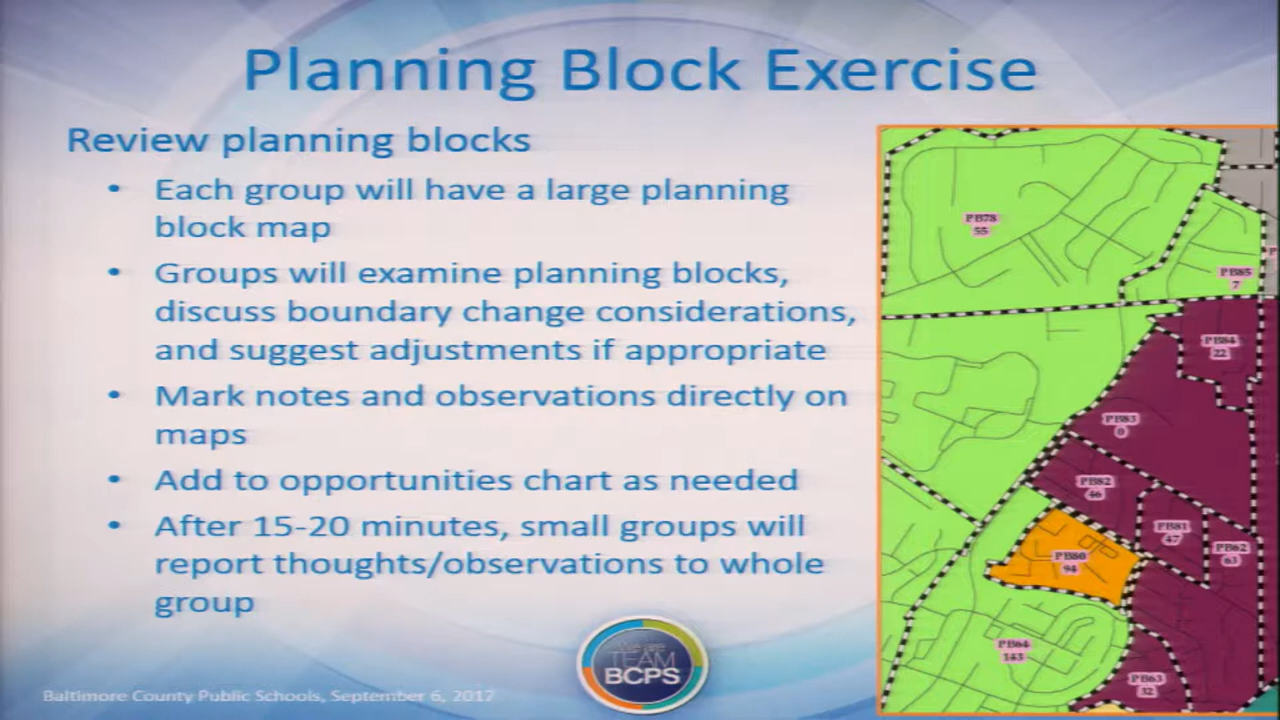 Planning Block Exercise
Review planning blocks
• Each group will have a large planning
block map
• Groups will examine planning blocks,
discuss boundary change considerations,
and suggest adjustments if appropriate
• Mark notes and observations directly on
maps
• Add to opportunities chart as needed
• After 15-20 minutes, small groups will
report thoughts/observations to whole
group
PB78
55
PB85
7
PB84
22
PB83
0
PB82
46
PB81
47
PB62
63
PB80
94
PB64
143
PB63
32
We are
TEAM
BCPS
Baltimore County Public Schools, September 6, 2017